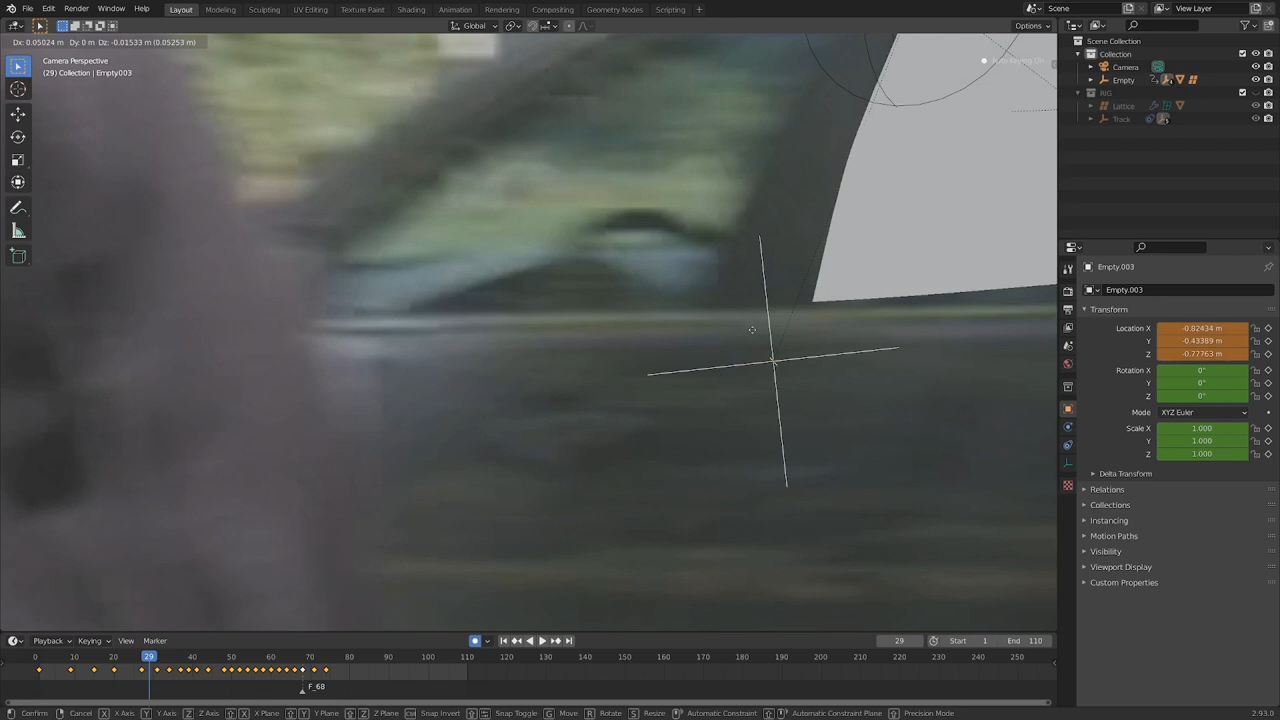 File Edit Render Window Help Layout Modeling Sculpting UV Editing Texture Paint Shading Animation Rendering Compositing Geometry Nodes Scripting Scene View Layer
Global Options
Dx: 0.05024 m Dy: 0 m Dz: -0.01533 m (0.05253 m)
Camera Perspective
(29) Collection | Empty003
Auto Keying On
Scene Collection
Collection
Camera
Empty
RIG
Lattice
Track
Empty.003
Empty.003
Transform
Location X -0.82434 m
Y -0.43389 m
Z -0.77763 m
Rotation X 0°
Y 0°
Z 0°
Mode XYZ Euler
Scale X 1.000
Y 1.000
Z 1.000
Delta Transform
Relations
Collections
Instancing
Motion Paths
Visibility
Viewport Display
Custom Properties
Playback Keying View Marker 29 Start 1 End 110
0 10 20 29 40 50 60 70 80 90 100 110 120 130 140 150 160 170 180 190 200 210 220 230 240 250
F_68
Confirm Cancel X X Axis Y Y Axis Z Z Axis X X Plane Y Y Plane Z Z Plane Snap Invert Snap Toggle G Move R Rotate S Resize Automatic Constraint Automatic Constraint Plane Precision Mode 2.93.0